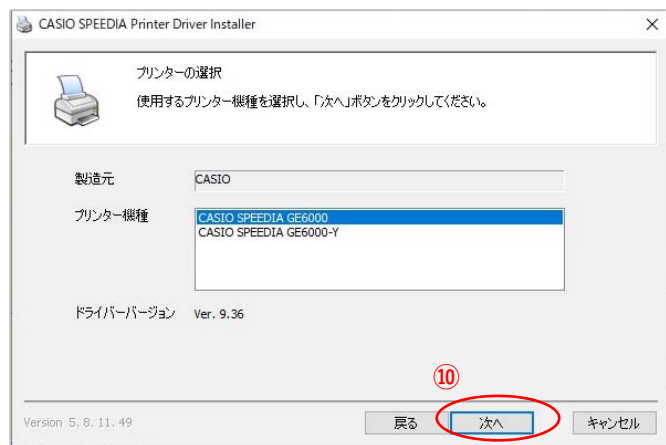 CASIO SPEEDIA Printer Driver Installer
プリンターの選択
使用するプリンター機種を選択し、「次へ」ボタンをクリックしてください。
製造元 CASIO
プリンター機種 CASIO SPEEDIA GE6000
CASIO SPEEDIA GE6000-Y
ドライバーバージョン Ver. 9.36
⑩
Version 5. 8. 11. 49 戻る 次へ キャンセル